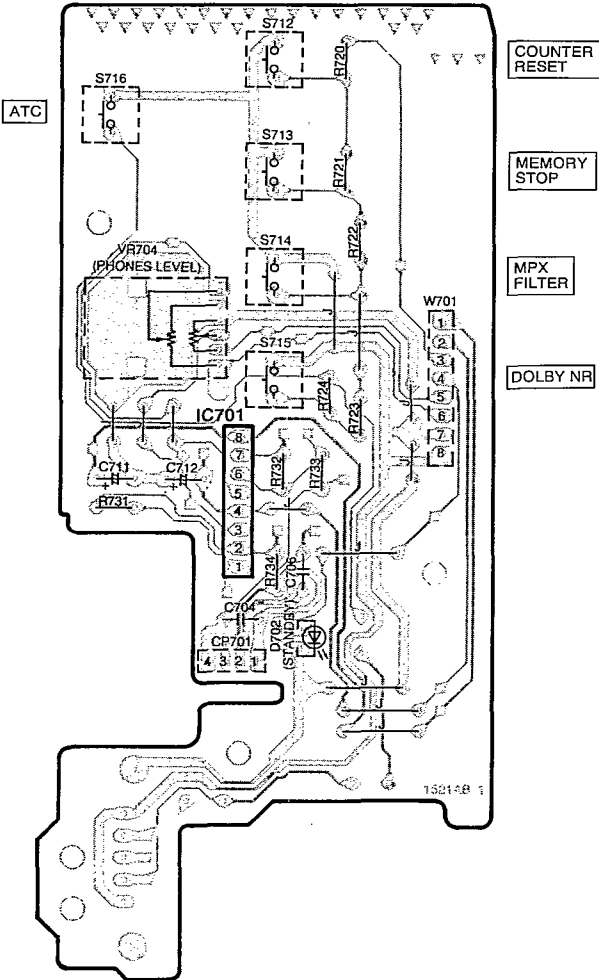 S712
R720
COUNTER
RESET
S716
ATC
S713
R721
MEMORY
STOP
R722
VR704
(PHONES LEVEL)
S714
MPX
FILTER
W701
1
2
3
4
5
6
7
8
S715
R724
R723
DOLBY NR
IC701
8
7
6
5
4
3
2
1
C711
C712
R732
R733
R731
R734
C706
C704
D702
(STANDBY)
CP701
4 3 2 1
1521AB 1